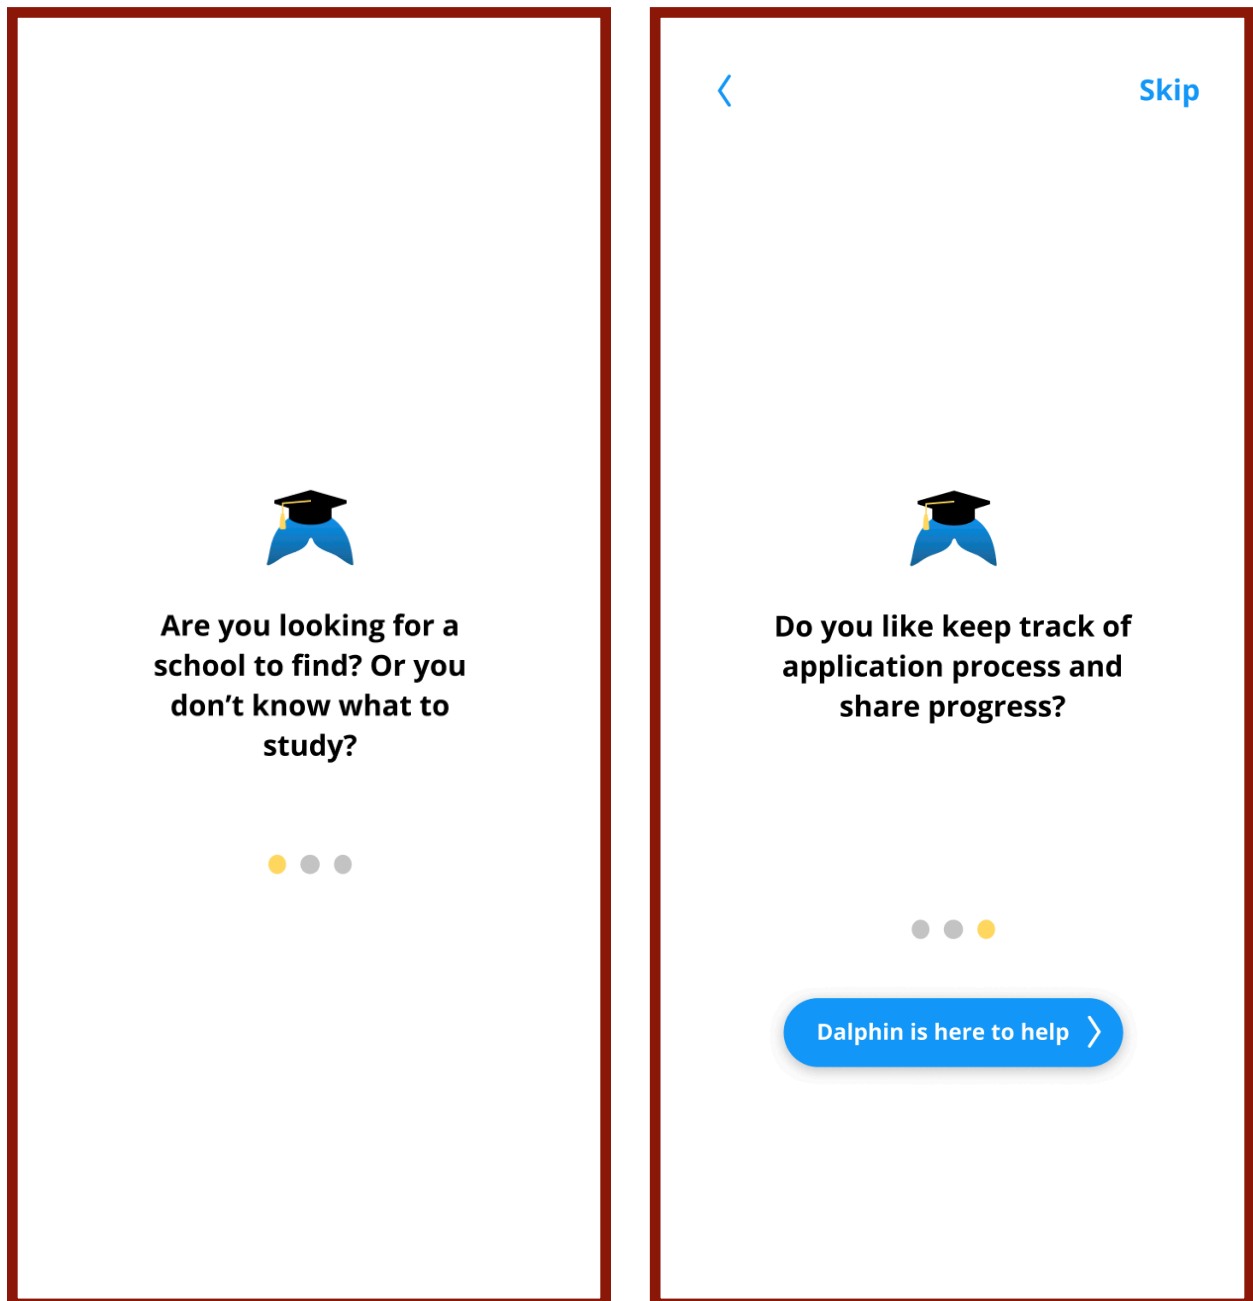 Are you looking for a
school to find? Or you
don’t know what to
study?
Skip
Do you like keep track of
application process and
share progress?
Dalphin is here to help